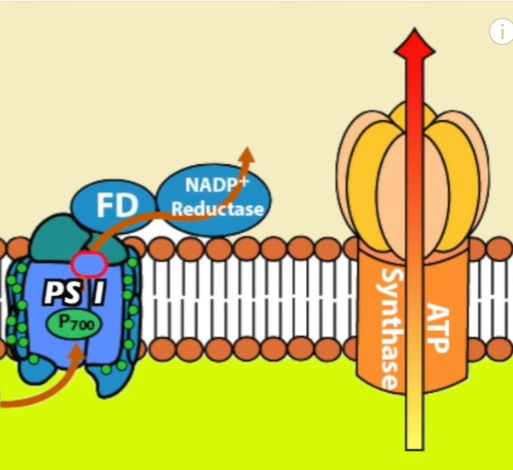 i
FD
NADP+
Reductase
PS I
P700
ATP
Synthase